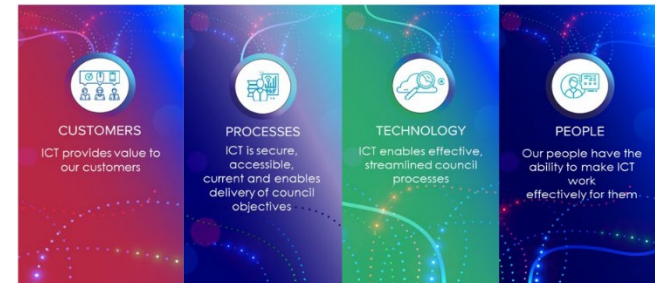 CUSTOMERS
ICT provides value to
our customers
PROCESSES
ICT is secure,
accessible,
current and enables
delivery of council
objectives
TECHNOLOGY
ICT enables effective,
streamlined council
processes
PEOPLE
Our people have the
ability to make ICT
work
effectively for them